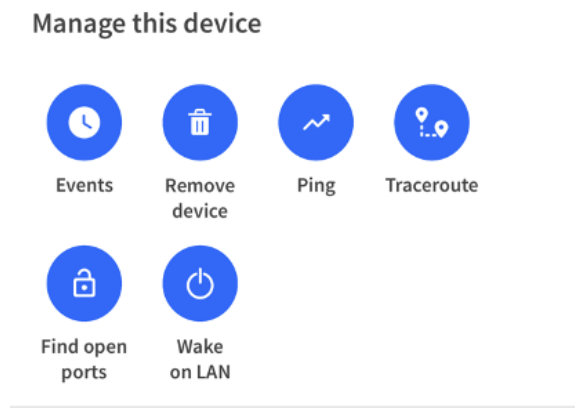 Manage this device
Events
Remove
device
Ping
Traceroute
Find open
ports
Wake
on LAN